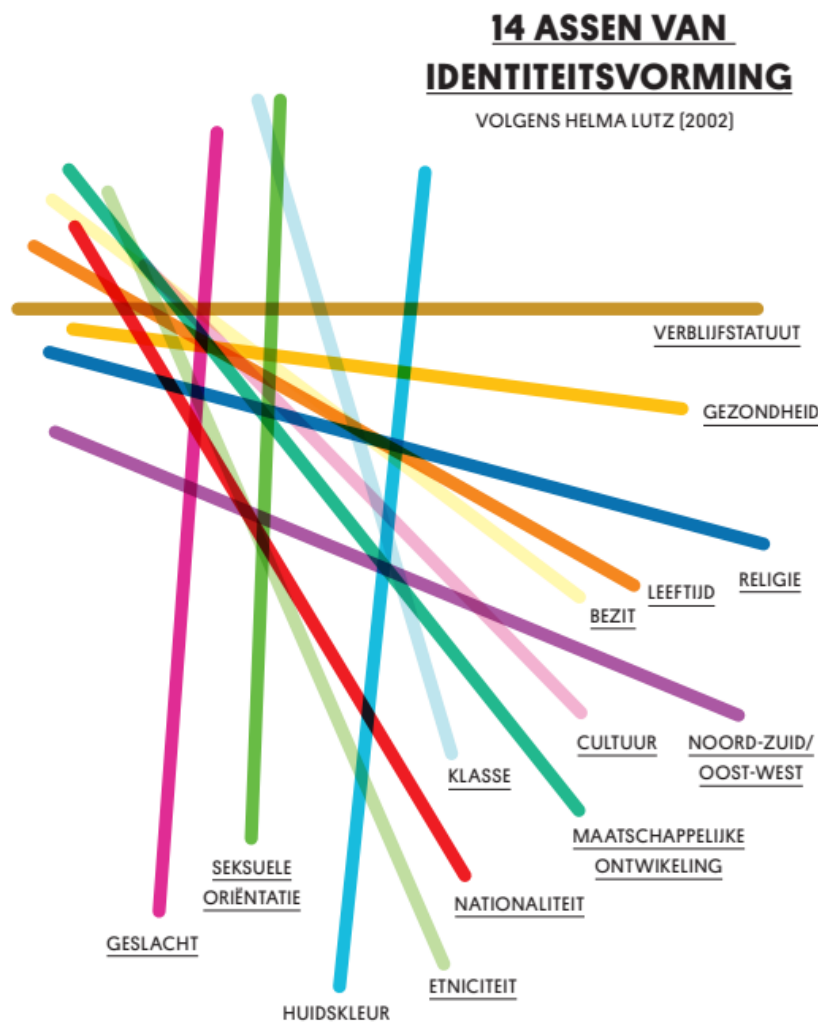 14 ASSEN VAN
IDENTITEITSVORMING
VOLGENS HELMA LUTZ (2002)
VERBLIJFSTATUUT
GEZONDHEID
RELIGIE
LEEFTIJD
BEZIT
NOORD-ZUID/
OOST-WEST
CULTUUR
KLASSE
MAATSCHAPPELIJKE
ONTWIKELING
SEKSUELE
ORIËNTATIE
NATIONALITEIT
GESLACHT
ETNICITEIT
HUIDSKLEUR